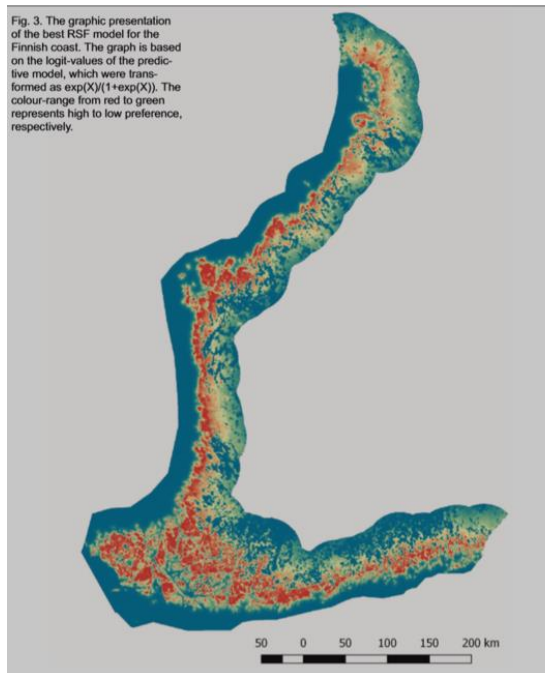 Fig. 3. The graphic presentation
of the best RSF model for the
Finnish coast. The graph is based
on the logit-values of the predic-
tive model, which were trans-
formed as exp(X)/(1+exp(X)). The
colour-range from red to green
represents high to low preference,
respectively.
50 0 50 100 150 200 km